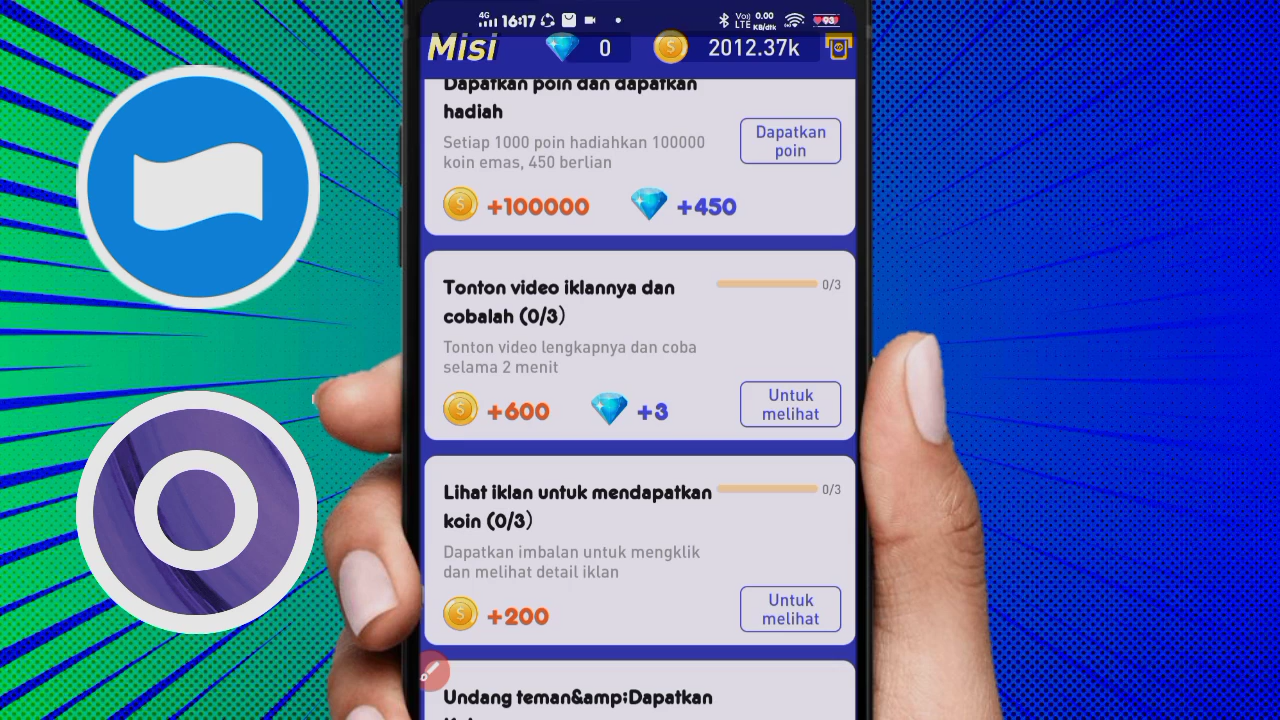 4G 16:17 Vo) LTE 0.00 KB/dtk 93
Misi 0 2012.37k
Dapatkan poin dan dapatkan
hadiah
Setiap 1000 poin hadiahkan 100000
koin emas, 450 berlian
Dapatkan
poin
+100000 +450
Tonton video iklannya dan
cobalah (0/3)
0/3
Tonton video lengkapnya dan coba
selama 2 menit
+600 +3
Untuk
melihat
Lihat iklan untuk mendapatkan
koin (0/3)
0/3
Dapatkan imbalan untuk mengklik
dan melihat detail iklan
+200
Untuk
melihat
Undang teman&amp;Dapatkan